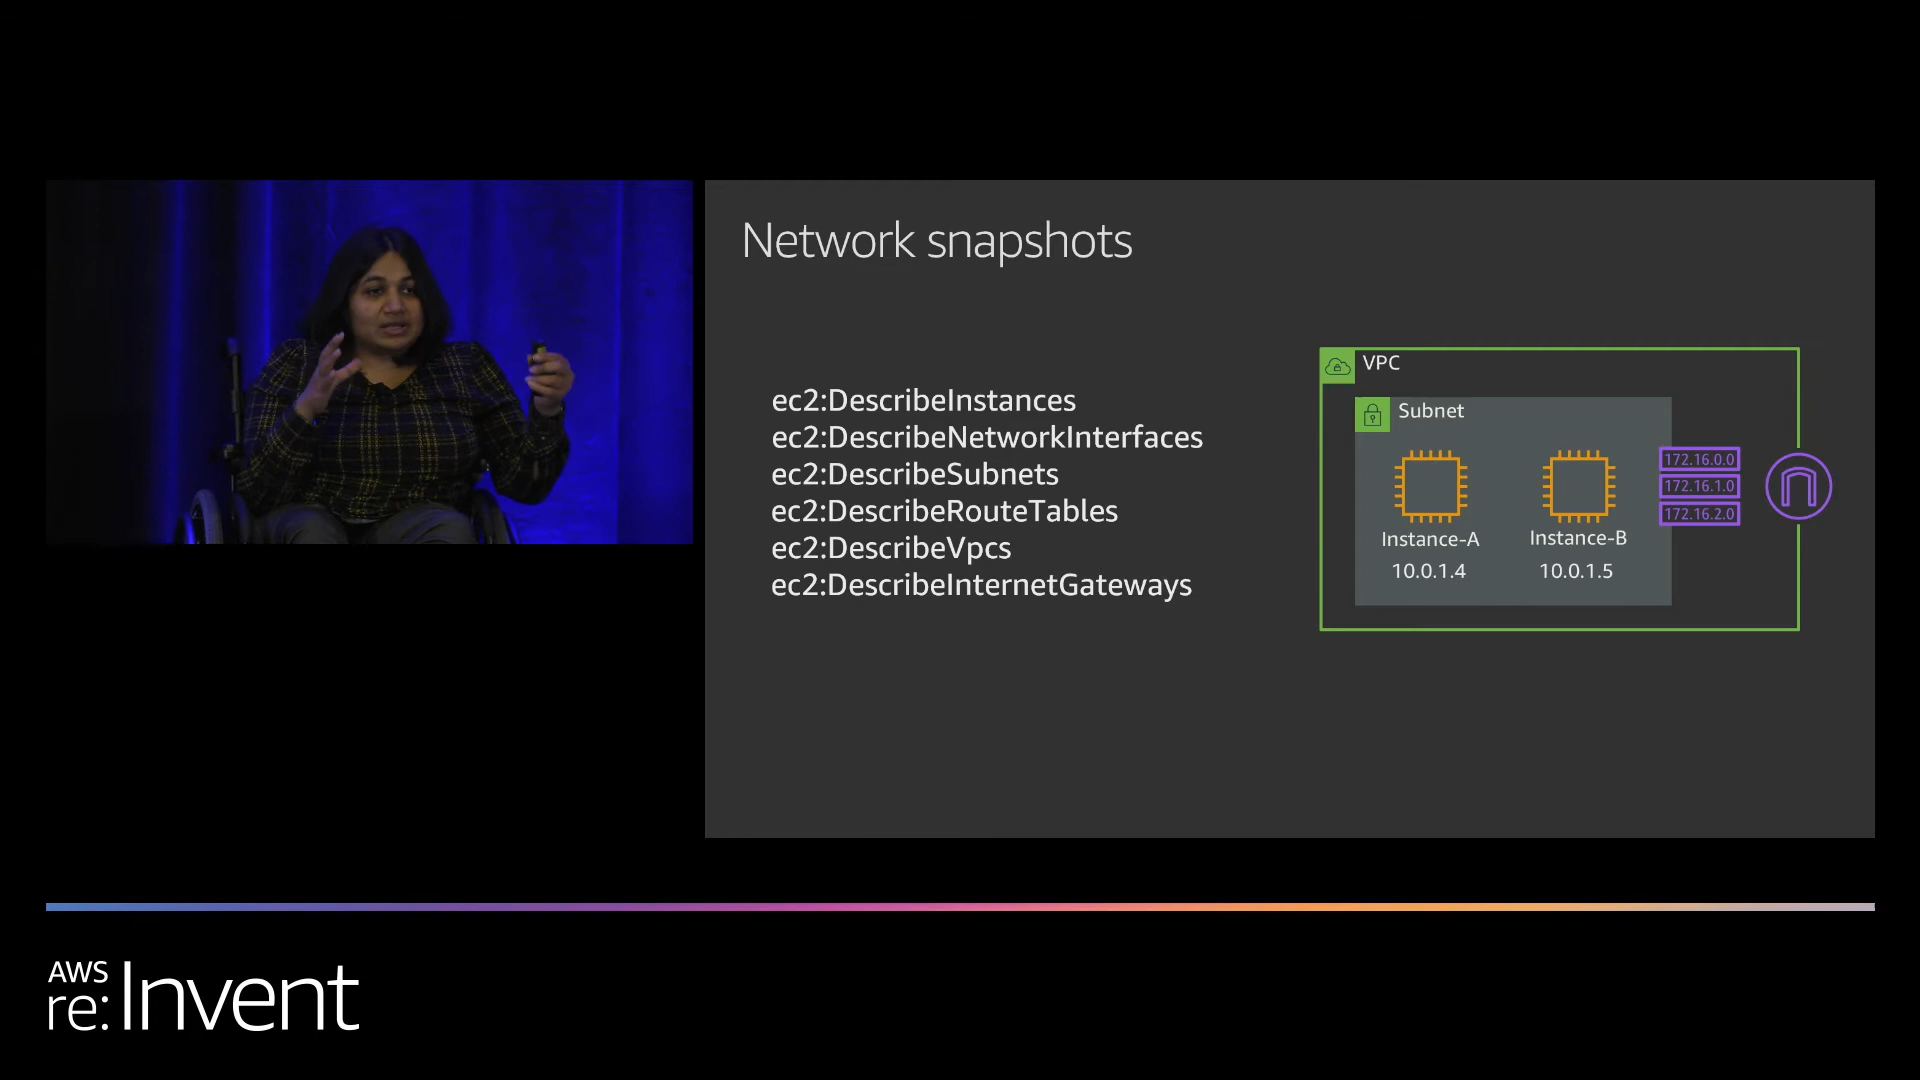 Network snapshots
ec2:DescribeInstances
ec2:DescribeNetworkInterfaces
ec2:DescribeSubnets
ec2:DescribeRouteTables
ec2:DescribeVpcs
ec2:DescribeInternetGateways
VPC
Subnet
172.16.0.0
172.16.1.0
172.16.2.0
Instance-A
Instance-B
10.0.1.4
10.0.1.5
AWS
re:Invent